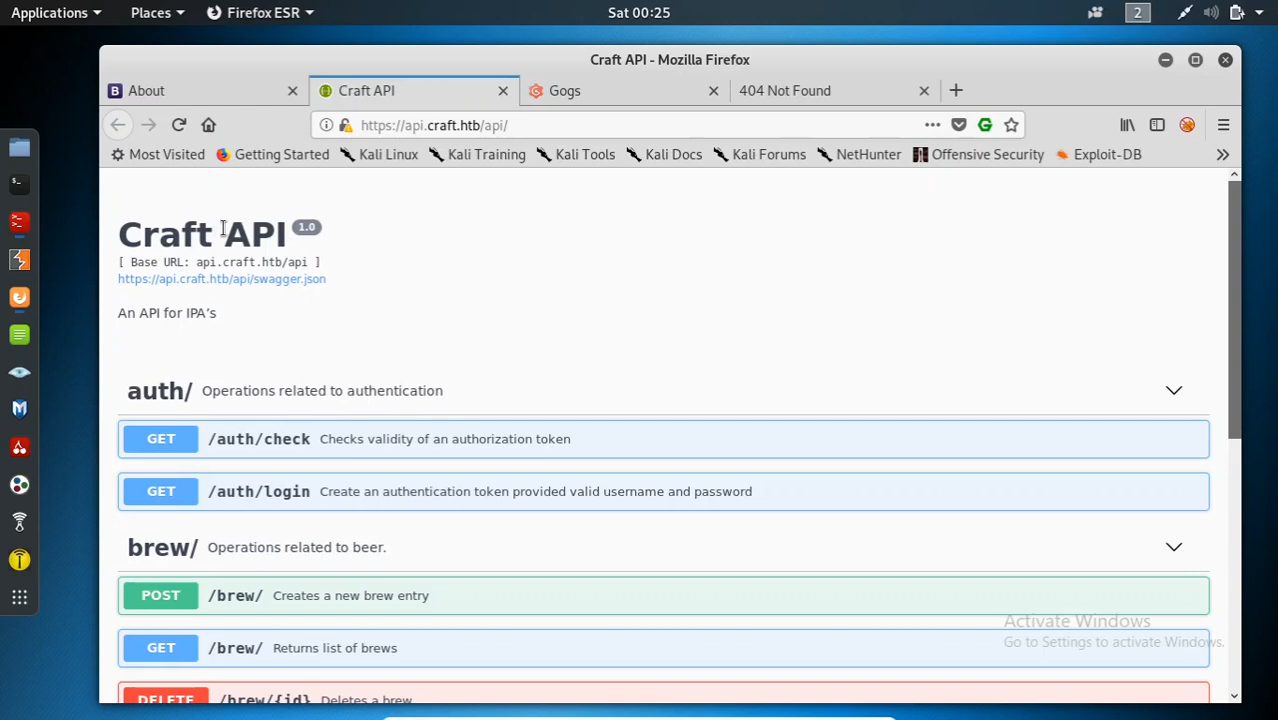 Applications Places Firefox ESR Sat 00:25 2
Craft API - Mozilla Firefox
About Craft API Gogs 404 Not Found
https://api.craft.htb/api/
Most Visited Getting Started Kali Linux Kali Training Kali Tools Kali Docs Kali Forums NetHunter Offensive Security Exploit-DB
Craft API 1.0
[ Base URL: api.craft.htb/api ]
https://api.craft.htb/api/swagger.json
An API for IPA's
auth/ Operations related to authentication
GET /auth/check Checks validity of an authorization token
GET /auth/login Create an authentication token provided valid username and password
brew/ Operations related to beer.
POST /brew/ Creates a new brew entry
Activate Windows
Go to Settings to activate Windows.
GET /brew/ Returns list of brews
DELETE /brew/{id} Deletes a brew